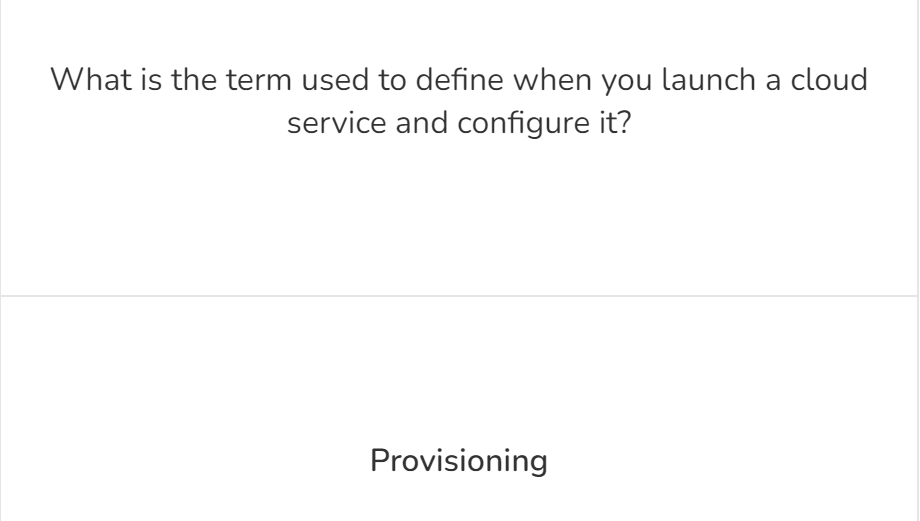 What is the term used to define when you launch a cloud
service and configure it?
Provisioning